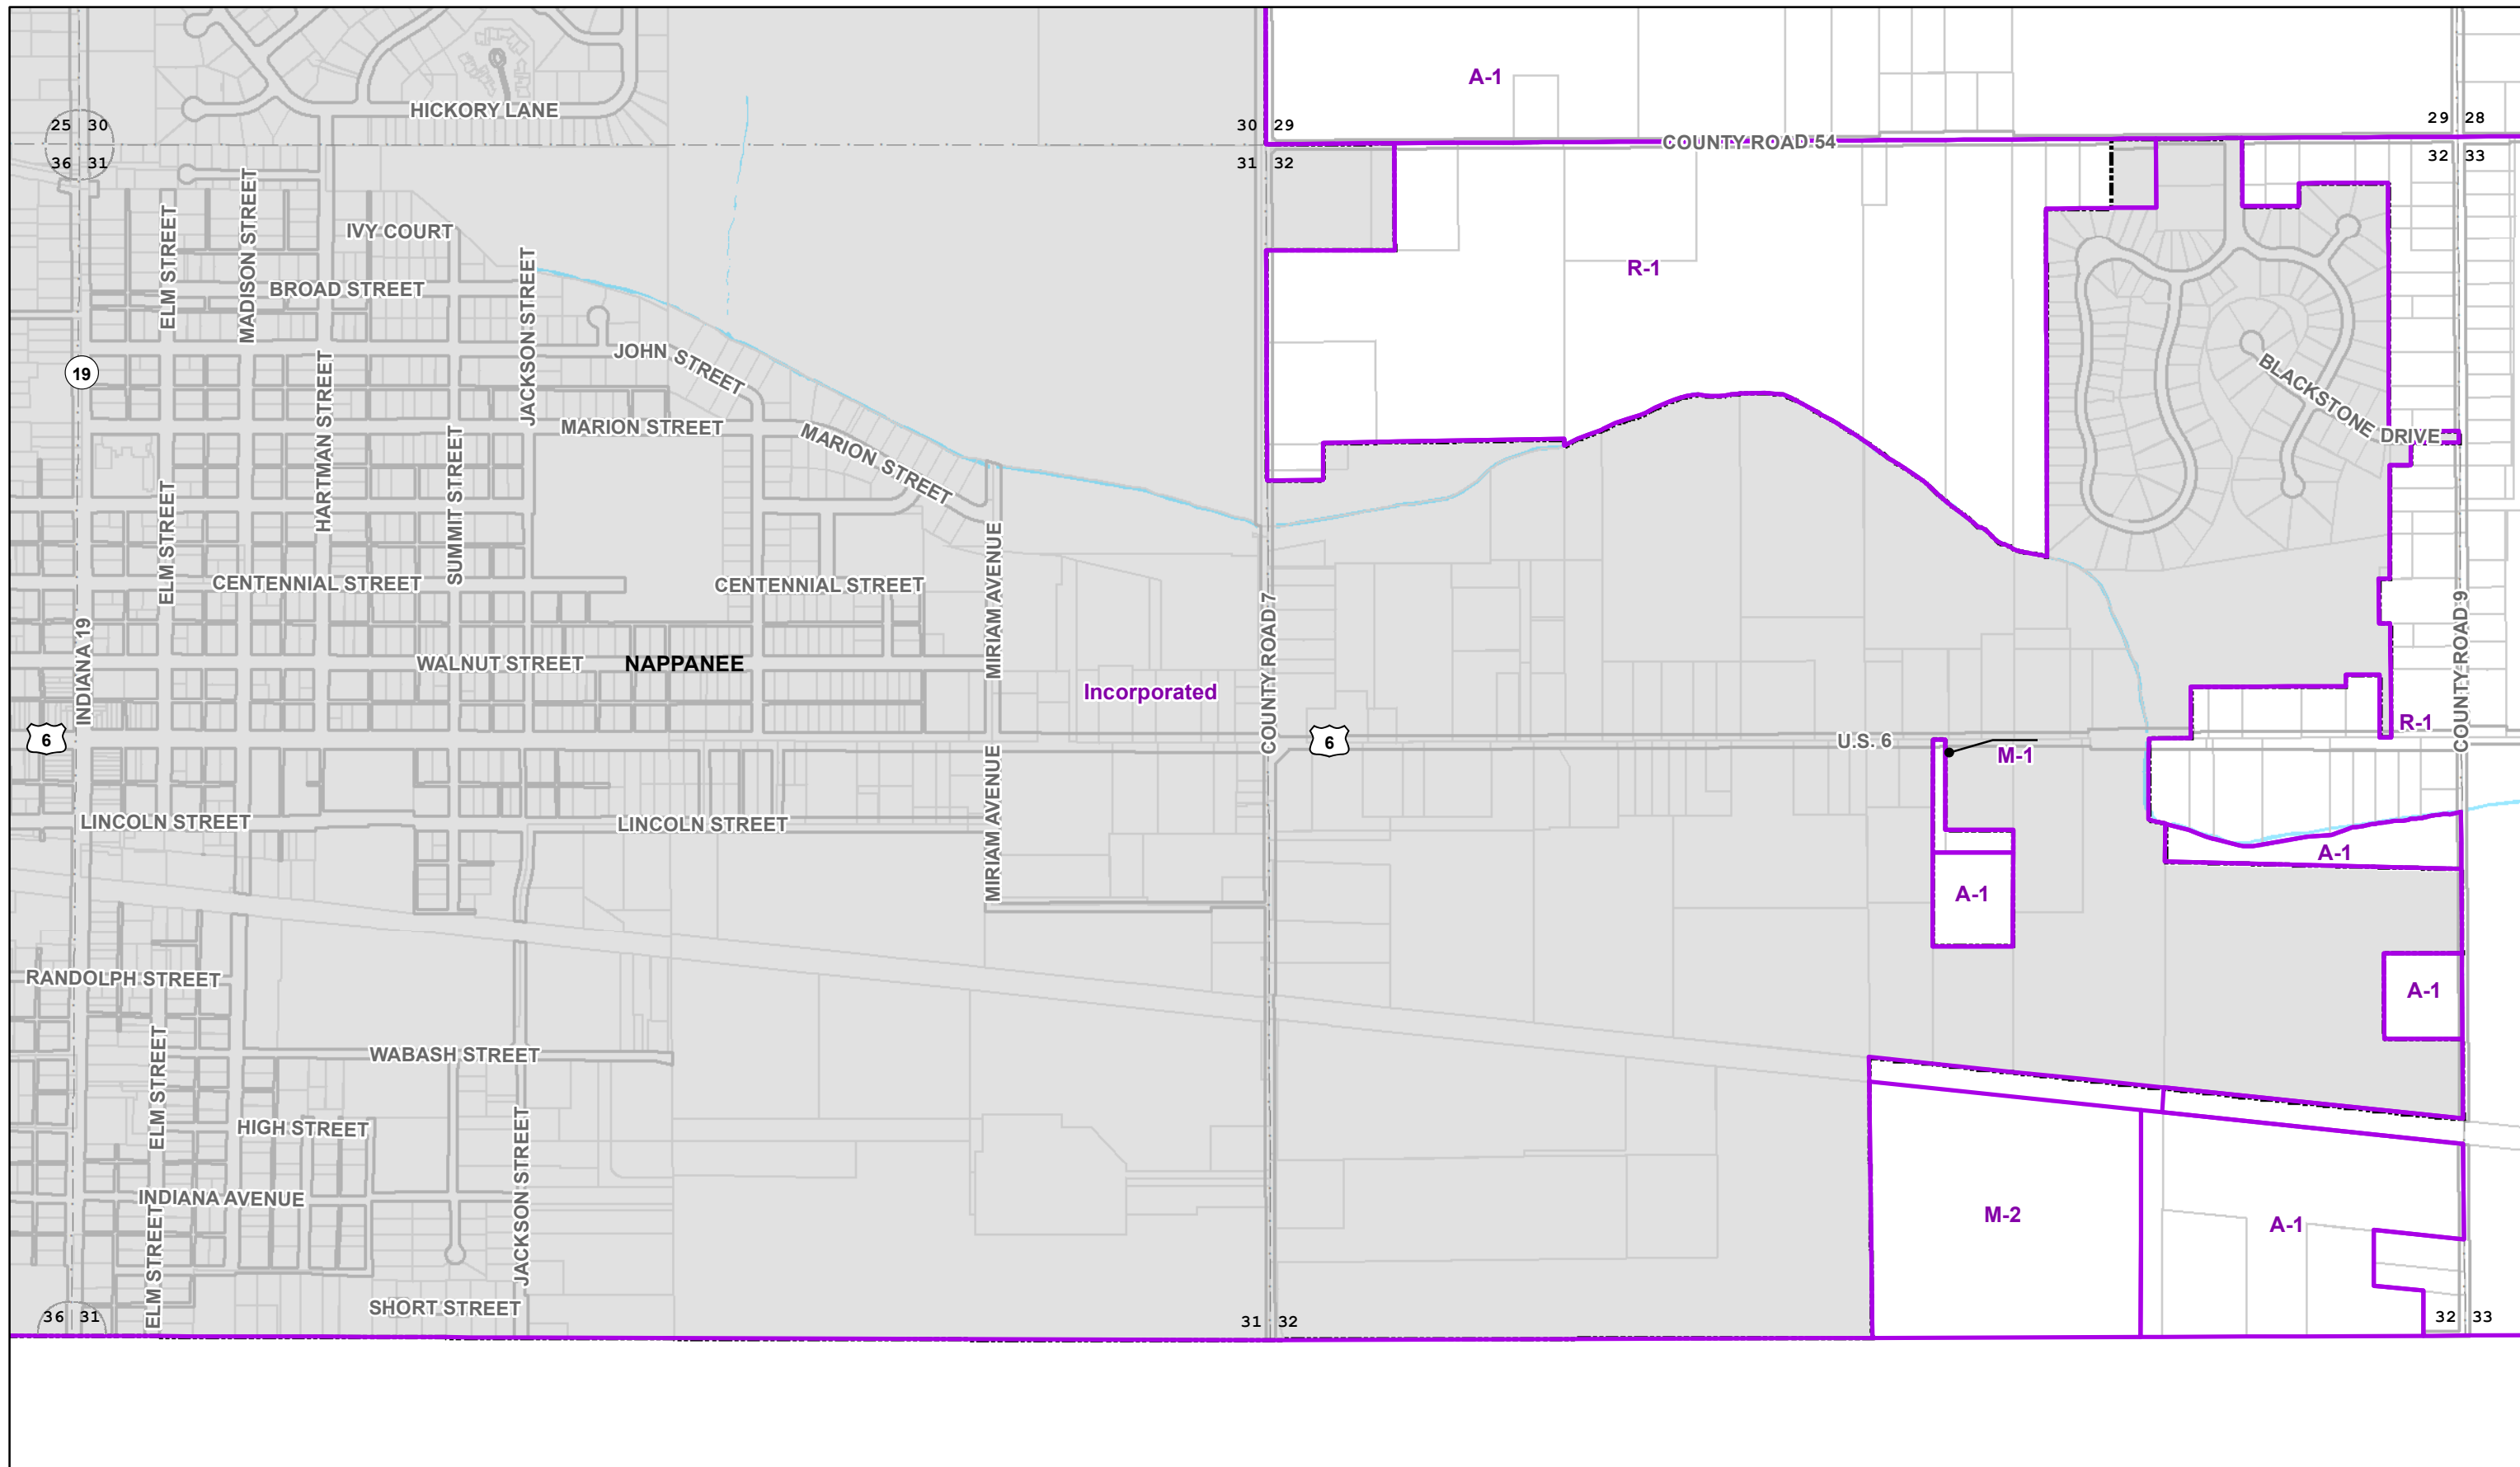 A-1
HICKORY LANE
25 30
36 31
30 29
31 32
29 28
32 33
COUNTY ROAD 54
ELM STREET
MADISON STREET
IVY COURT
BROAD STREET
JACKSON STREET
R-1
19
HARTMAN STREET
JOHN STREET
MARION STREET
MARION STREET
SUMMIT STREET
BLACKSTONE DRIVE
ELM STREET
CENTENNIAL STREET
CENTENNIAL STREET
MIRIAM AVENUE
COUNTY ROAD 7
COUNTY ROAD 9
INDIANA 19
WALNUT STREET
NAPPANEE
Incorporated
R-1
6
6
U.S. 6
M-1
LINCOLN STREET
LINCOLN STREET
MIRIAM AVENUE
A-1
A-1
RANDOLPH STREET
A-1
WABASH STREET
ELM STREET
HIGH STREET
JACKSON STREET
INDIANA AVENUE
M-2
A-1
ELM STREET
SHORT STREET
36 31
31 32
32 33